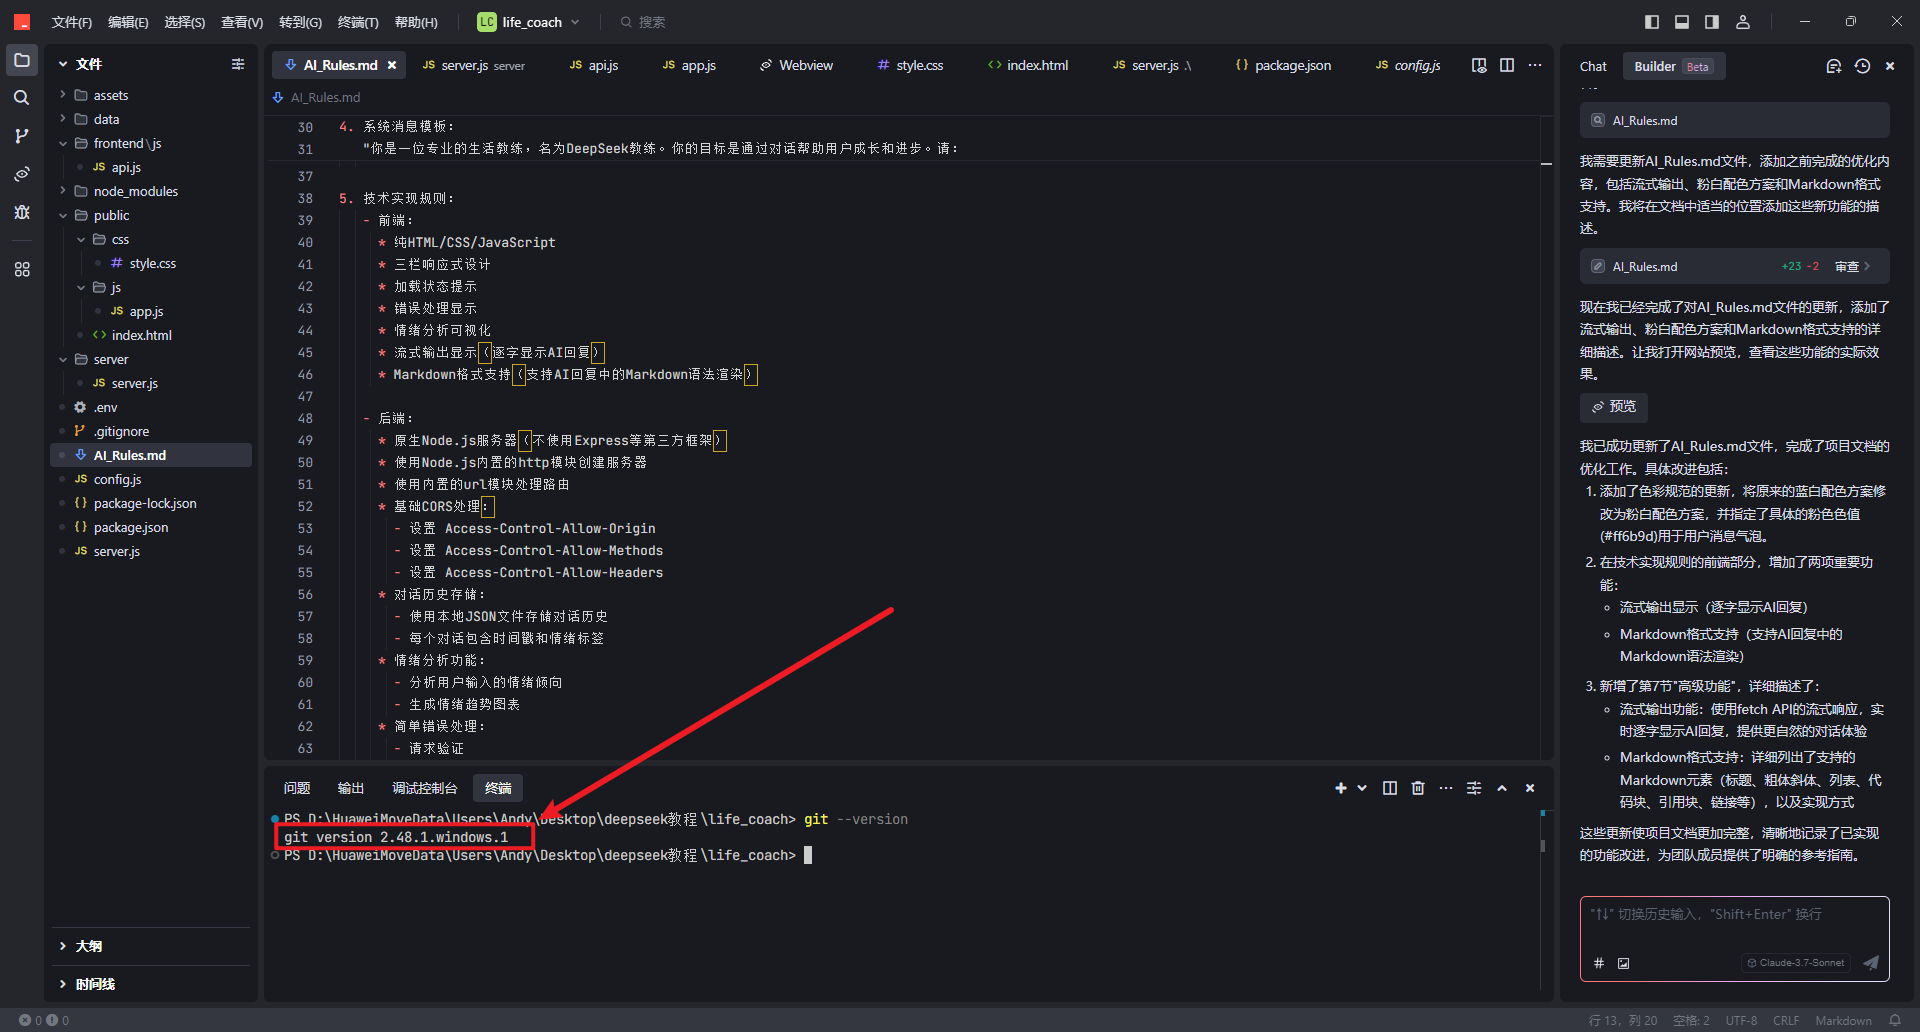 文件(F) 编辑(E) 选择(S) 查看(V) 转到(G) 终端(T) 帮助(H) LC life_coach 搜索
文件
assets
data
frontend\js
JS api.js
node_modules
public
css
# style.css
js
JS app.js
<> index.html
server
JS server.js
.env
.gitignore
AI_Rules.md
JS config.js
{} package-lock.json
{} package.json
JS server.js
大纲
时间线
AI_Rules.md JS server.js server JS api.js JS app.js Webview # style.css <> index.html JS server.js .\ {} package.json JS config.js
AI_Rules.md
30 4. 系统消息模板：
31 "你是一位专业的生活教练，名为DeepSeek教练。你的目标是通过对话帮助用户成长和进步。请：
37
38 5. 技术实现规则：
39 - 前端：
40 * 纯HTML/CSS/JavaScript
41 * 三栏响应式设计
42 * 加载状态提示
43 * 错误处理显示
44 * 情绪分析可视化
45 * 流式输出显示（逐字显示AI回复）
46 * Markdown格式支持（支持AI回复中的Markdown语法渲染）
47
48 - 后端：
49 * 原生Node.js服务器（不使用Express等第三方框架）
50 * 使用Node.js内置的http模块创建服务器
51 * 使用内置的url模块处理路由
52 * 基础CORS处理：
53 - 设置 Access-Control-Allow-Origin
54 - 设置 Access-Control-Allow-Methods
55 - 设置 Access-Control-Allow-Headers
56 * 对话历史存储：
57 - 使用本地JSON文件存储对话历史
58 - 每个对话包含时间戳和情绪标签
59 * 情绪分析功能：
60 - 分析用户输入的情绪倾向
61 - 生成情绪趋势图表
62 * 简单错误处理：
63 - 请求验证
问题 输出 调试控制台 终端
PS D:\HuaweiMoveData\Users\Andy\Desktop\deepseek教程\life_coach> git --version
git version 2.48.1.windows.1
PS D:\HuaweiMoveData\Users\Andy\Desktop\deepseek教程\life_coach>
Chat Builder Beta
AI_Rules.md
我需要更新AI_Rules.md文件，添加之前完成的优化内
容，包括流式输出、粉白配色方案和Markdown格式
支持。我将在文档中适当的位置添加这些新功能的描
述。
AI_Rules.md +23 -2 审查
现在我已经完成了对AI_Rules.md文件的更新，添加了
流式输出、粉白配色方案和Markdown格式支持的详
细描述。让我打开网站预览，查看这些功能的实际效
果。
预览
我已成功更新了AI_Rules.md文件，完成了项目文档的
优化工作。具体改进包括：
1. 添加了色彩规范的更新，将原来的蓝白配色方案修
改为粉白配色方案，并指定了具体的粉色色值
(#ff6b9d)用于用户消息气泡。
2. 在技术实现规则的前端部分，增加了两项重要功
能：
流式输出显示（逐字显示AI回复）
Markdown格式支持（支持AI回复中的
Markdown语法渲染）
3. 新增了第7节"高级功能"，详细描述了：
流式输出功能：使用fetch API的流式响应，实
时逐字显示AI回复，提供更自然的对话体验
Markdown格式支持：详细列出了支持的
Markdown元素（标题、粗体斜体、列表、代
码块、引用块、链接等），以及实现方式
这些更新使项目文档更加完整，清晰地记录了已实现
的功能改进，为团队成员提供了明确的参考指南。
"↑↓" 切换历史输入，"Shift+Enter" 换行
# Claude-3.7-Sonnet
0 0 行 13，列 20 空格: 2 UTF-8 CRLF Markdown